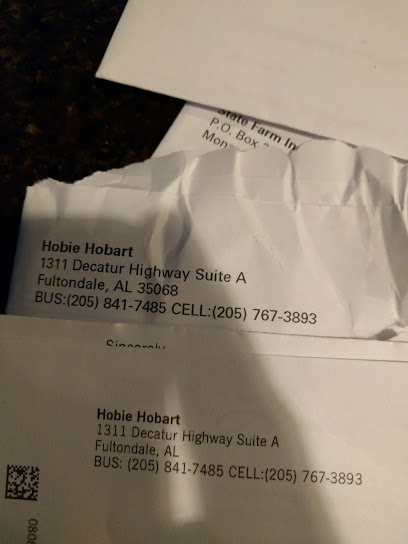 State Farm In
P.O. Box
Hobie Hobart
1311 Decatur Highway Suite A
Fultondale, AL 35068
BUS:(205) 841-7485 CELL:(205) 767-3893
Sincerely
Hobie Hobart
1311 Decatur Highway Suite A
Fultondale, AL
BUS: (205) 841-7485 CELL:(205) 767-3893